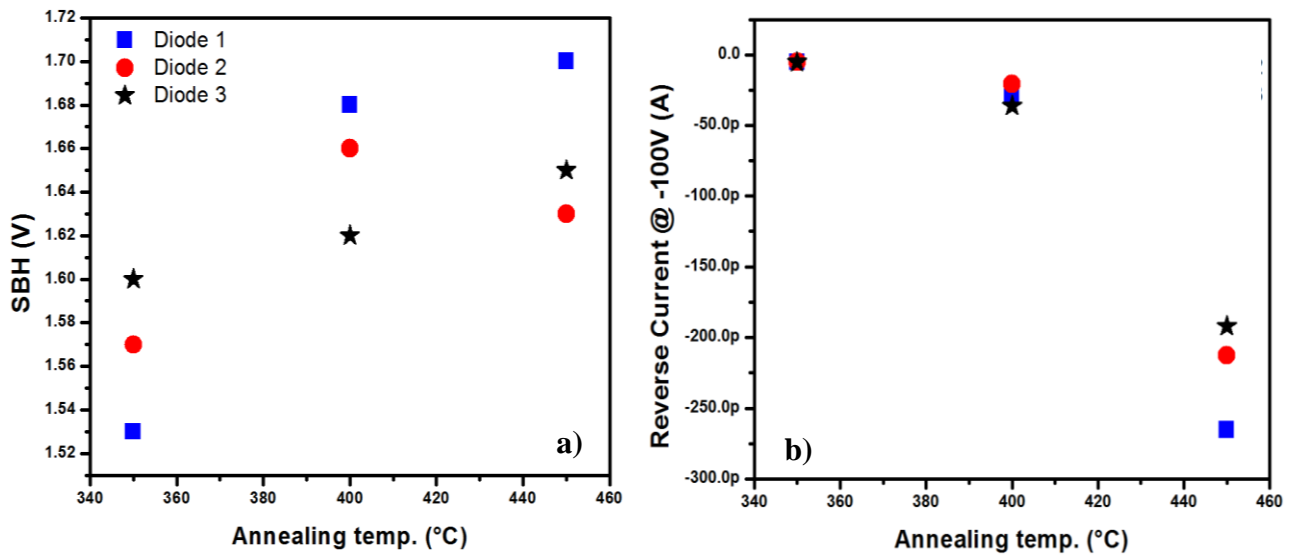 1.72
1.70
1.68
1.66
1.64
1.62
1.60
1.58
1.56
1.54
1.52
SBH (V)
Diode 1
Diode 2
Diode 3
a)
340 360 380 400 420 440 460
Annealing temp. (°C)
0.0
-50.0p
-100.0p
-150.0p
-200.0p
-250.0p
-300.0p
Reverse Current @ -100V (A)
b)
340 360 380 400 420 440 460
Annealing temp. (°C)